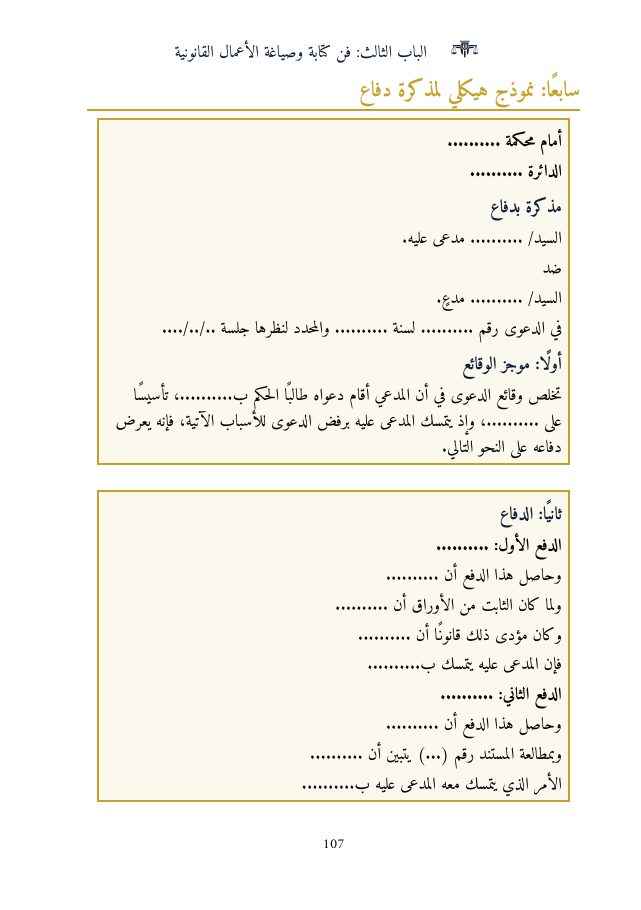 الباب الثالث: فن كتابة وصياغة الأعمال القانونية
سابعًا: نموذج هيكلي لمذكرة دفاع
أمام محكمة ..........
الدائرة ..........
مذكرة بدفاع
السيد/ .......... مدعى عليه.
ضد
السيد/ .......... مدعٍ.
في الدعوى رقم .......... لسنة .......... والمحدد لنظرها جلسة ../../....
أولًا: موجز الوقائع
تخلص وقائع الدعوى في أن المدعي أقام دعواه طالبًا الحكم ب..........، تأسيسًا
على ..........، وإذ يتمسك المدعى عليه برفض الدعوى للأسباب الآتية، فإنه يعرض
دفاعه على النحو التالي.
ثانيًا: الدفاع
الدفع الأول: ..........
وحاصل هذا الدفع أن ..........
ولما كان الثابت من الأوراق أن ..........
وكان مؤدى ذلك قانونًا أن ..........
فإن المدعى عليه يتمسك ب..........
الدفع الثاني: ..........
وحاصل هذا الدفع أن ..........
وبمطالعة المستند رقم (...) يتبين أن ..........
الأمر الذي يتمسك معه المدعى عليه ب..........
107